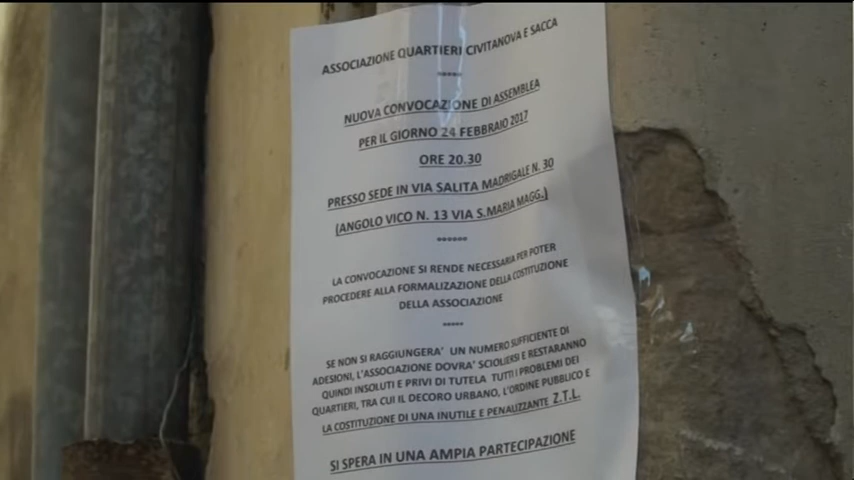 ASSOCIAZIONE QUARTIERI CIVITANOVA E SACCA
*****
NUOVA CONVOCAZIONE DI ASSEMBLEA
PER IL GIORNO 24 FEBBRAIO 2017
ORE 20.30
PRESSO SEDE IN VIA SALITA MADRIGALE N. 30
(ANGOLO VICO N. 13 VIA S.MARIA MAGG.)
******
LA CONVOCAZIONE SI RENDE NECESSARIA PER POTER
PROCEDERE ALLA FORMALIZAZIONE DELLA COSTITUZIONE
DELLA ASSOCIAZIONE
*****
SE NON SI RAGGIUNGERA' UN NUMERO SUFFICIENTE DI
ADESIONI, L'ASSOCIAZIONE DOVRA' SCIOLIERSI E RESTARANNO
QUINDI INSOLUTI E PRIVI DI TUTELA TUTTI I PROBLEMI DEI
QUARTIERI, TRA CUI IL DECORO URBANO, L'ORDINE PUBBLICO E
LA COSTITUZIONE DI UNA INUTILE E PENALIZZANTE Z.T.L.
SI SPERA IN UNA AMPIA PARTECIPAZIONE